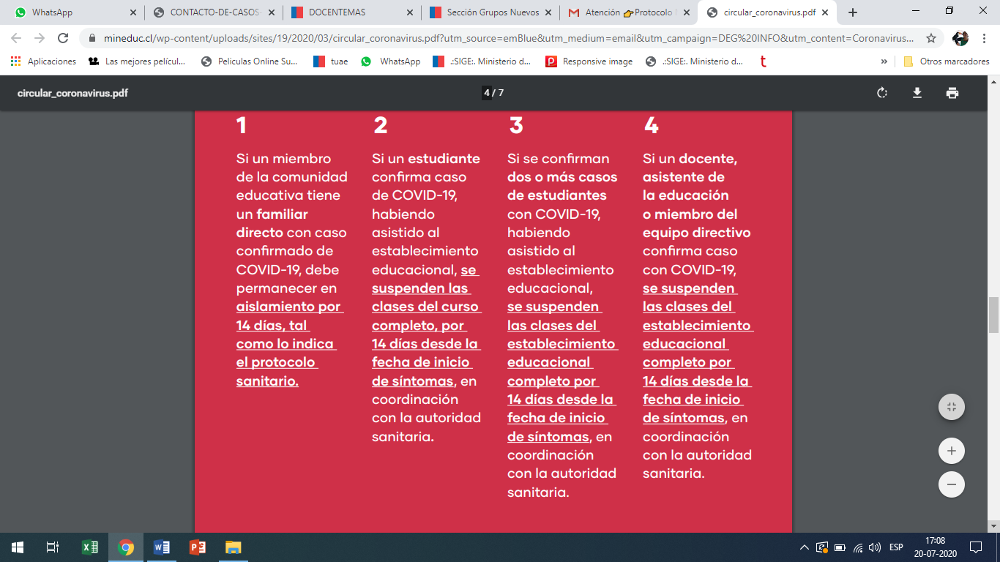 WhatsApp
CONTACTO-DE-CASOS-
DOCENTEMAS
Sección Grupos Nuevos
Atención 👉Protocolo
circular_coronavirus.pdf
mineduc.cl/wp-content/uploads/sites/19/2020/03/circular_coronavirus.pdf?utm_source=emBlue&utm_medium=email&utm_campaign=DEG%20INFO&utm_content=Coronavirus...
Aplicaciones
Las mejores películ...
Peliculas Online Su...
tuae
WhatsApp
.:SIGE:. Ministerio d...
Responsive image
.:SIGE:. Ministerio d...
t
»
Otros marcadores
circular_coronavirus.pdf
4 / 7
1
Si un miembro
de la comunidad
educativa tiene
un familiar
directo con caso
confirmado de
COVID-19, debe
permanecer en
aislamiento por
14 días, tal
como lo indica
el protocolo
sanitario.
2
Si un estudiante
confirma caso
de COVID-19,
habiendo
asistido al
establecimiento
educacional, se
suspenden las
clases del curso
completo, por
14 días desde la
fecha de inicio
de síntomas, en
coordinación
con la autoridad
sanitaria.
3
Si se confirman
dos o más casos
de estudiantes
con COVID-19,
habiendo
asistido al
establecimiento
educacional,
se suspenden
las clases del
establecimiento
educacional
completo por
14 días desde la
fecha de inicio
de síntomas, en
coordinación
con la autoridad
sanitaria.
4
Si un docente,
asistente de
la educación
o miembro del
equipo directivo
confirma caso
con COVID-19,
se suspenden
las clases del
establecimiento
educacional
completo por
14 días desde la
fecha de inicio
de síntomas, en
coordinación
con la autoridad
sanitaria.
ESP
17:08
20-07-2020